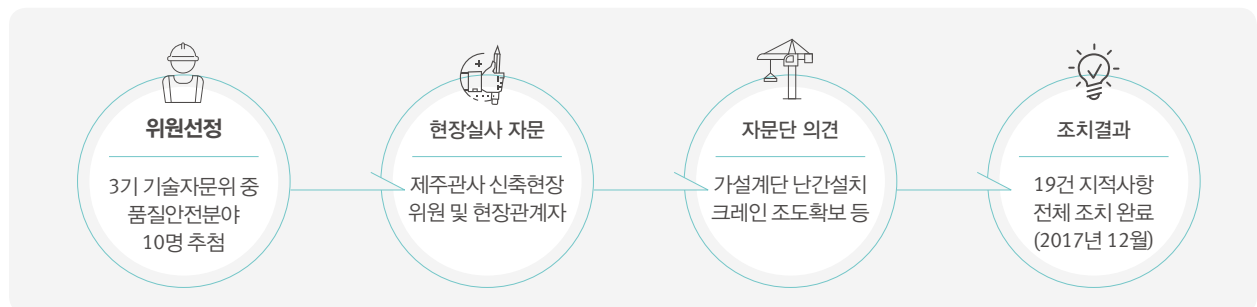 위원선정
3기 기술자문위 중
품질안전분야
10명 추첨
현장실사 자문
제주관사 신축현장
위원 및 현장관계자
자문단 의견
가설계단 난간설치
크레인 조도확보 등
조치결과
19건 지적사항
전체 조치 완료
(2017년 12월)